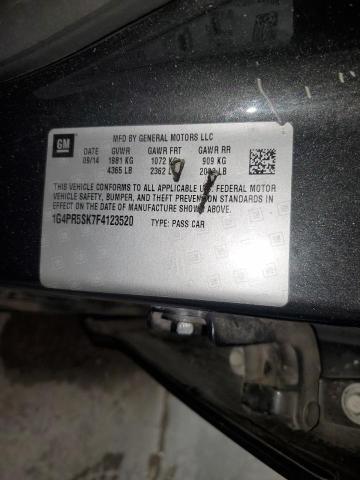 GM
MFD BY GENERAL MOTORS LLC
DATE GVWR GAWR FRT GAWR RR
09/14 1981 KG 1072 KG 909 KG
4365 LB 2362 LB LB
THIS VEHICLE CONFORMS TO ALL APPLICABLE U.S. FEDERAL MOTOR
VEHICLE SAFETY, BUMPER, AND THEFT PREVENTION STANDARDS IN
EFFECT ON THE DATE OF MANUFACTURE SHOWN ABOVE.
1G4PR5SK7F4123520 TYPE: PASS CAR